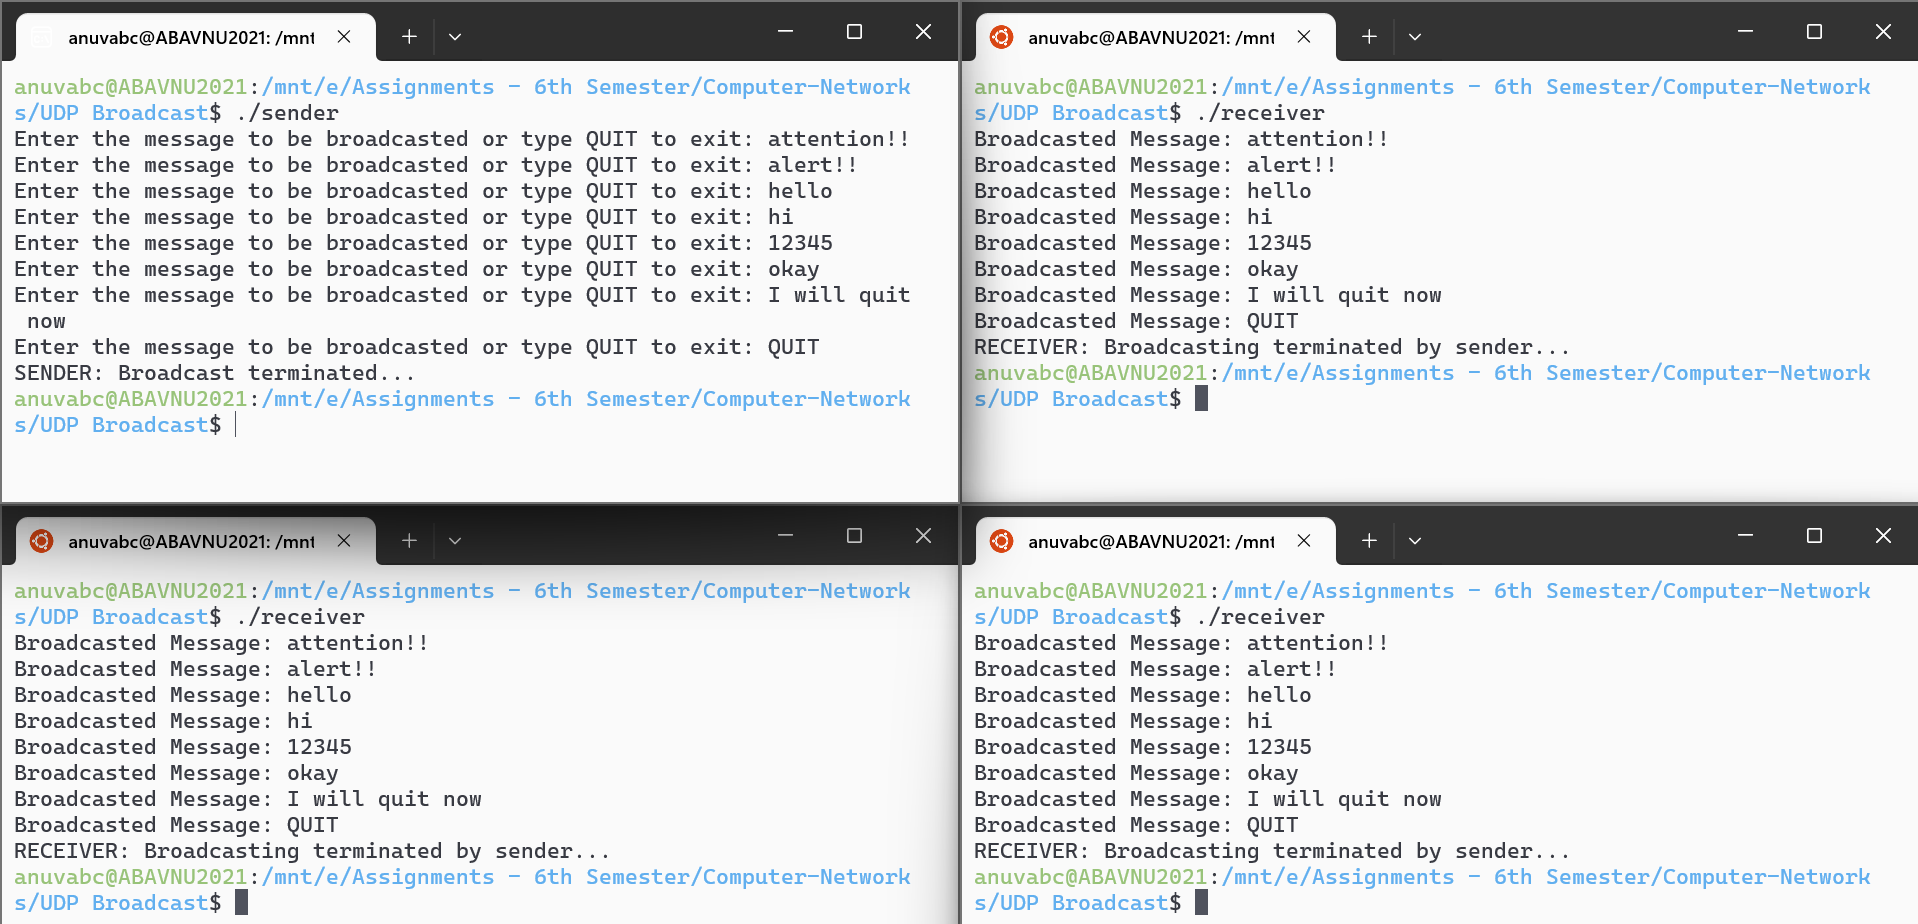 anuvabc@ABAVNU2021: /mnt
anuvabc@ABAVNU2021:/mnt/e/Assignments - 6th Semester/Computer-Network
s/UDP Broadcast$ ./sender
Enter the message to be broadcasted or type QUIT to exit: attention!!
Enter the message to be broadcasted or type QUIT to exit: alert!!
Enter the message to be broadcasted or type QUIT to exit: hello
Enter the message to be broadcasted or type QUIT to exit: hi
Enter the message to be broadcasted or type QUIT to exit: 12345
Enter the message to be broadcasted or type QUIT to exit: okay
Enter the message to be broadcasted or type QUIT to exit: I will quit
 now
Enter the message to be broadcasted or type QUIT to exit: QUIT
SENDER: Broadcast terminated...
anuvabc@ABAVNU2021:/mnt/e/Assignments - 6th Semester/Computer-Network
s/UDP Broadcast$
anuvabc@ABAVNU2021: /mnt
anuvabc@ABAVNU2021:/mnt/e/Assignments - 6th Semester/Computer-Network
s/UDP Broadcast$ ./receiver
Broadcasted Message: attention!!
Broadcasted Message: alert!!
Broadcasted Message: hello
Broadcasted Message: hi
Broadcasted Message: 12345
Broadcasted Message: okay
Broadcasted Message: I will quit now
Broadcasted Message: QUIT
RECEIVER: Broadcasting terminated by sender...
anuvabc@ABAVNU2021:/mnt/e/Assignments - 6th Semester/Computer-Network
s/UDP Broadcast$
anuvabc@ABAVNU2021: /mnt
anuvabc@ABAVNU2021:/mnt/e/Assignments - 6th Semester/Computer-Network
s/UDP Broadcast$ ./receiver
Broadcasted Message: attention!!
Broadcasted Message: alert!!
Broadcasted Message: hello
Broadcasted Message: hi
Broadcasted Message: 12345
Broadcasted Message: okay
Broadcasted Message: I will quit now
Broadcasted Message: QUIT
RECEIVER: Broadcasting terminated by sender...
anuvabc@ABAVNU2021:/mnt/e/Assignments - 6th Semester/Computer-Network
s/UDP Broadcast$
anuvabc@ABAVNU2021: /mnt
anuvabc@ABAVNU2021:/mnt/e/Assignments - 6th Semester/Computer-Network
s/UDP Broadcast$ ./receiver
Broadcasted Message: attention!!
Broadcasted Message: alert!!
Broadcasted Message: hello
Broadcasted Message: hi
Broadcasted Message: 12345
Broadcasted Message: okay
Broadcasted Message: I will quit now
Broadcasted Message: QUIT
RECEIVER: Broadcasting terminated by sender...
anuvabc@ABAVNU2021:/mnt/e/Assignments - 6th Semester/Computer-Network
s/UDP Broadcast$